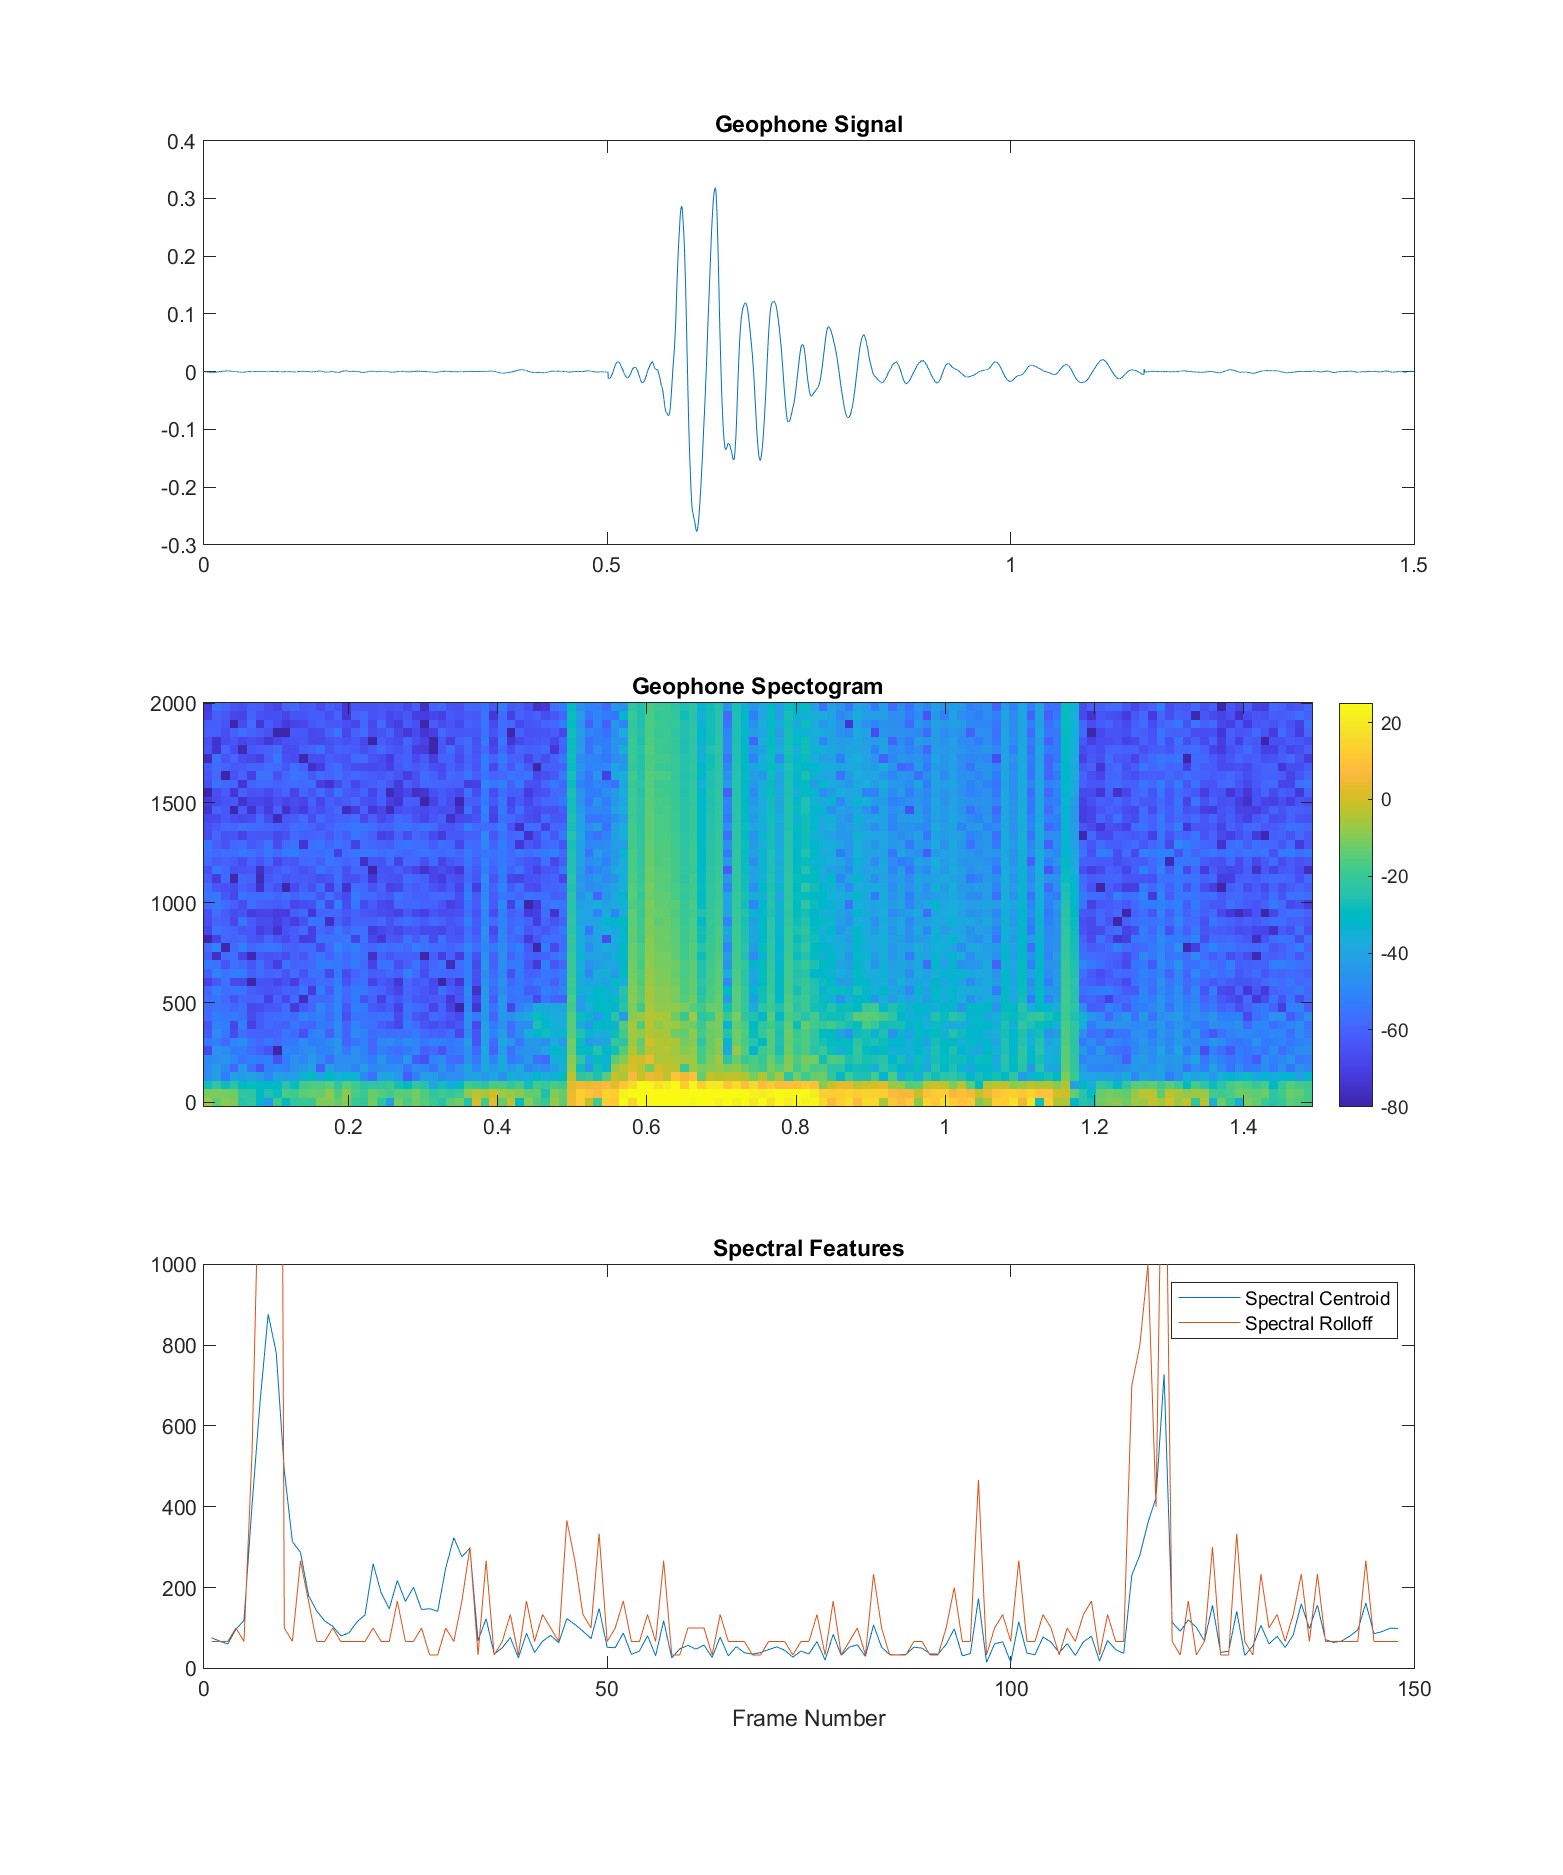 Geophone Signal
0.4
0.3
0.2
0.1
0
-0.1
-0.2
-0.3
0 0.5 1 1.5
Geophone Spectogram
2000
1500
1000
500
0
20
0
-20
-40
-60
-80
0.2 0.4 0.6 0.8 1 1.2 1.4
Spectral Features
1000
800
600
400
200
0
Spectral Centroid
Spectral Rolloff
0 50 100 150
Frame Number